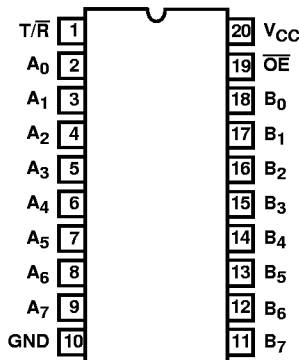 T/R̅ 1 20 V_CC
A₀ 2 19 O̅E̅
A₁ 3 18 B₀
A₂ 4 17 B₁
A₃ 5 16 B₂
A₄ 6 15 B₃
A₅ 7 14 B₄
A₆ 8 13 B₅
A₇ 9 12 B₆
GND 10 11 B₇